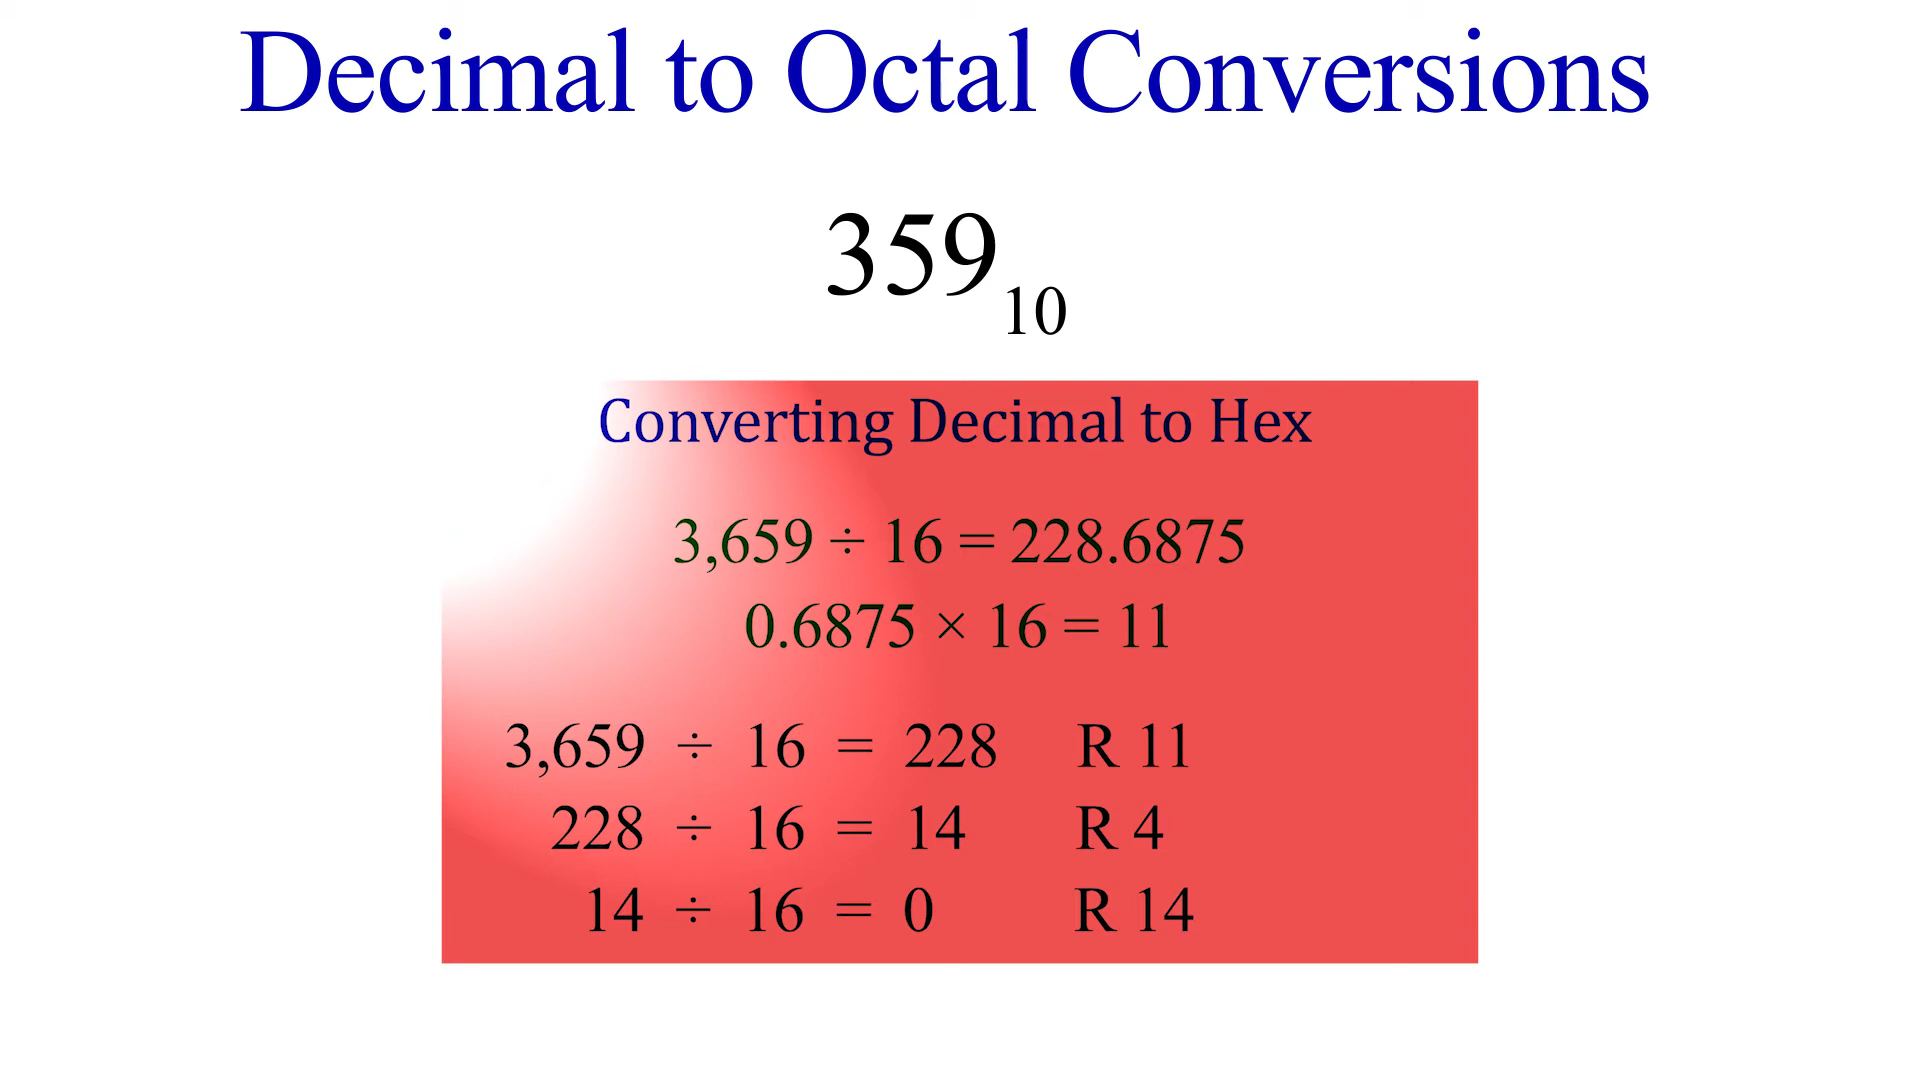 Decimal to Octal Conversions
359₁₀
Converting Decimal to Hex
3,659 ÷ 16 = 228.6875
0.6875 × 16 = 11
3,659 ÷ 16 = 228 R 11
228 ÷ 16 = 14 R 4
14 ÷ 16 = 0 R 14